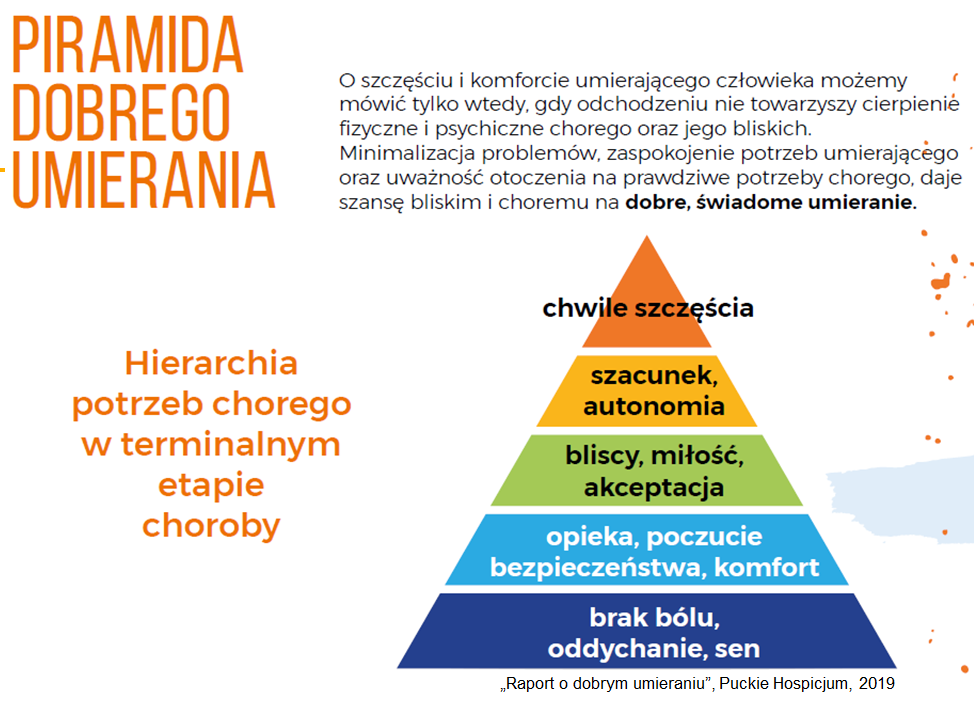 PIRAMIDA
DOBREGO
UMIERANIA
O szczęściu i komforcie umierającego człowieka możemy
mówić tylko wtedy, gdy odchodzeniu nie towarzyszy cierpienie
fizyczne i psychiczne chorego oraz jego bliskich.
Minimalizacja problemów, zaspokojenie potrzeb umierającego
oraz uważność otoczenia na prawdziwe potrzeby chorego, daje
szansę bliskim i choremu na dobre, świadome umieranie.
Hierarchia
potrzeb chorego
w terminalnym
etapie
choroby
chwile szczęścia
szacunek,
autonomia
bliscy, miłość,
akceptacja
opieka, poczucie
bezpieczeństwa, komfort
brak bólu,
oddychanie, sen
„Raport o dobrym umieraniu”, Puckie Hospicjum, 2019